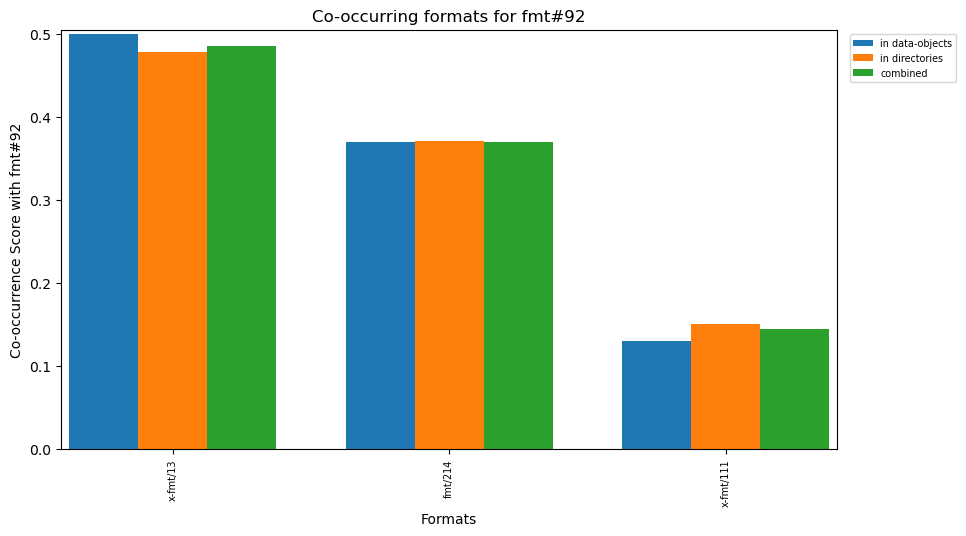 Co-occurring formats for fmt#92
Co-occurrence Score with fmt#92
0.5
0.4
0.3
0.2
0.1
0.0
x-fmt/13
fmt/214
x-fmt/111
Formats
in data-objects
in directories
combined